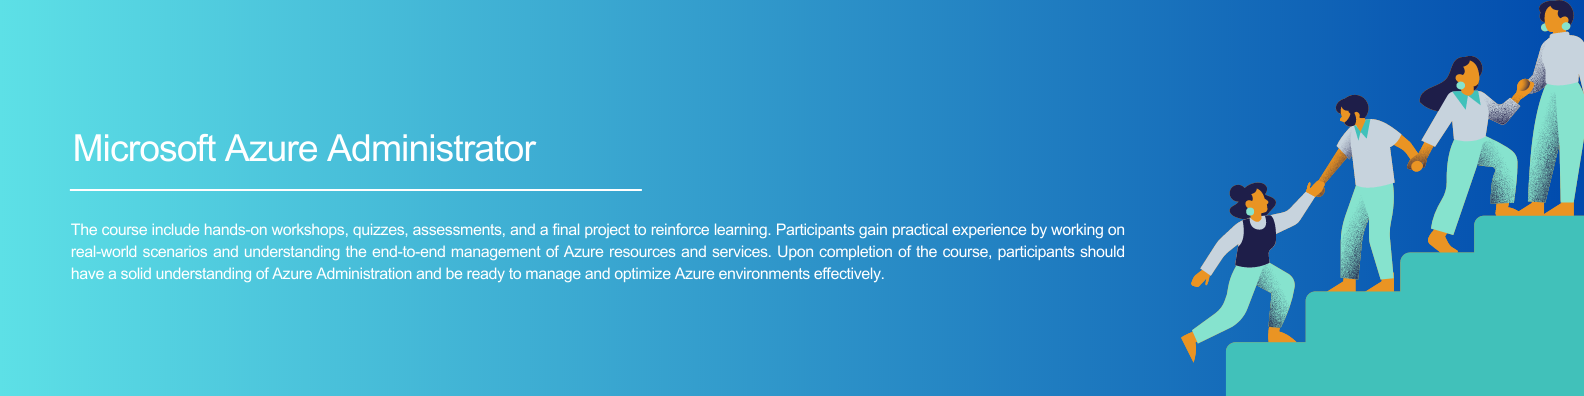 Microsoft Azure Administrator
The course include hands-on workshops, quizzes, assessments, and a final project to reinforce learning. Participants gain practical experience by working on
real-world scenarios and understanding the end-to-end management of Azure resources and services. Upon completion of the course, participants should
have a solid understanding of Azure Administration and be ready to manage and optimize Azure environments effectively.